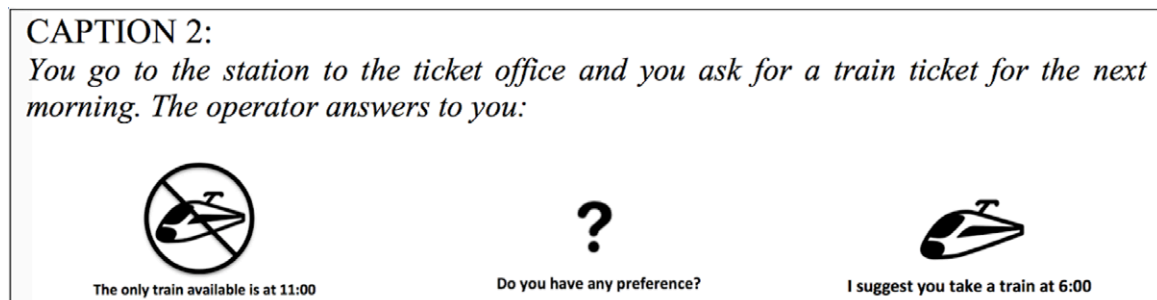 CAPTION 2:
You go to the station to the ticket office and you ask for a train ticket for the next
morning. The operator answers to you:
?
The only train available is at 11:00
Do you have any preference?
I suggest you take a train at 6:00